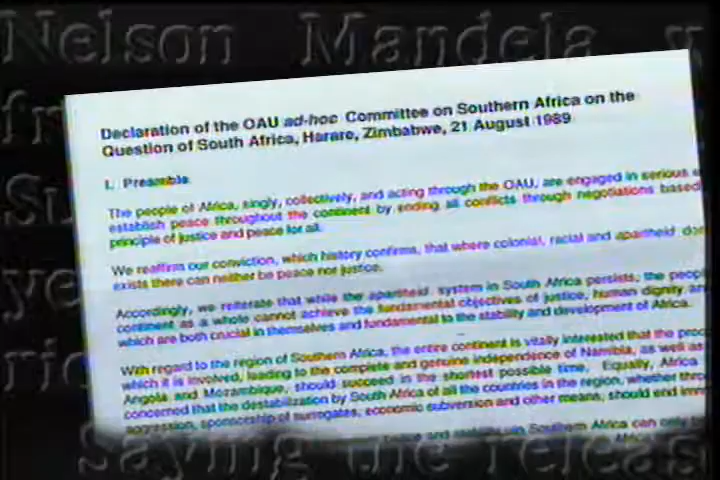 Nelson Mandela
Declaration of the OAU ad-hoc Committee on Southern Africa on the
Question of South Africa, Harare, Zimbabwe, 21 August 1989
I. Preamble
The people of Africa, singly, collectively, and acting through the OAU, are engaged in serious
establish peace throughout the continent by ending all conflicts through negotiations based
principle of justice and peace for all.
We reaffirm our conviction, which history confirms, that where colonial, racial and apartheid
exists there can neither be peace nor justice.
Accordingly, we reiterate that while the apartheid system in South Africa persists, the
continent as a whole cannot achieve the fundamental objectives of justice, human dignity
which are both crucial in themselves and fundamental to the stability and development of Africa.
With regard to the region of Southern Africa, the entire continent is vitally interested that the
which it is involved, leading to the complete and genuine independence of Namibia, as well as
Angola and Mozambique, should succeed in the shortest possible time. Equally, Africa
concerned that the destabilization by South Africa of all the countries in the region, whether
aggression, sponsorship of surrogates, economic subversion and other means, should end
Southern Africa can only
Saying the